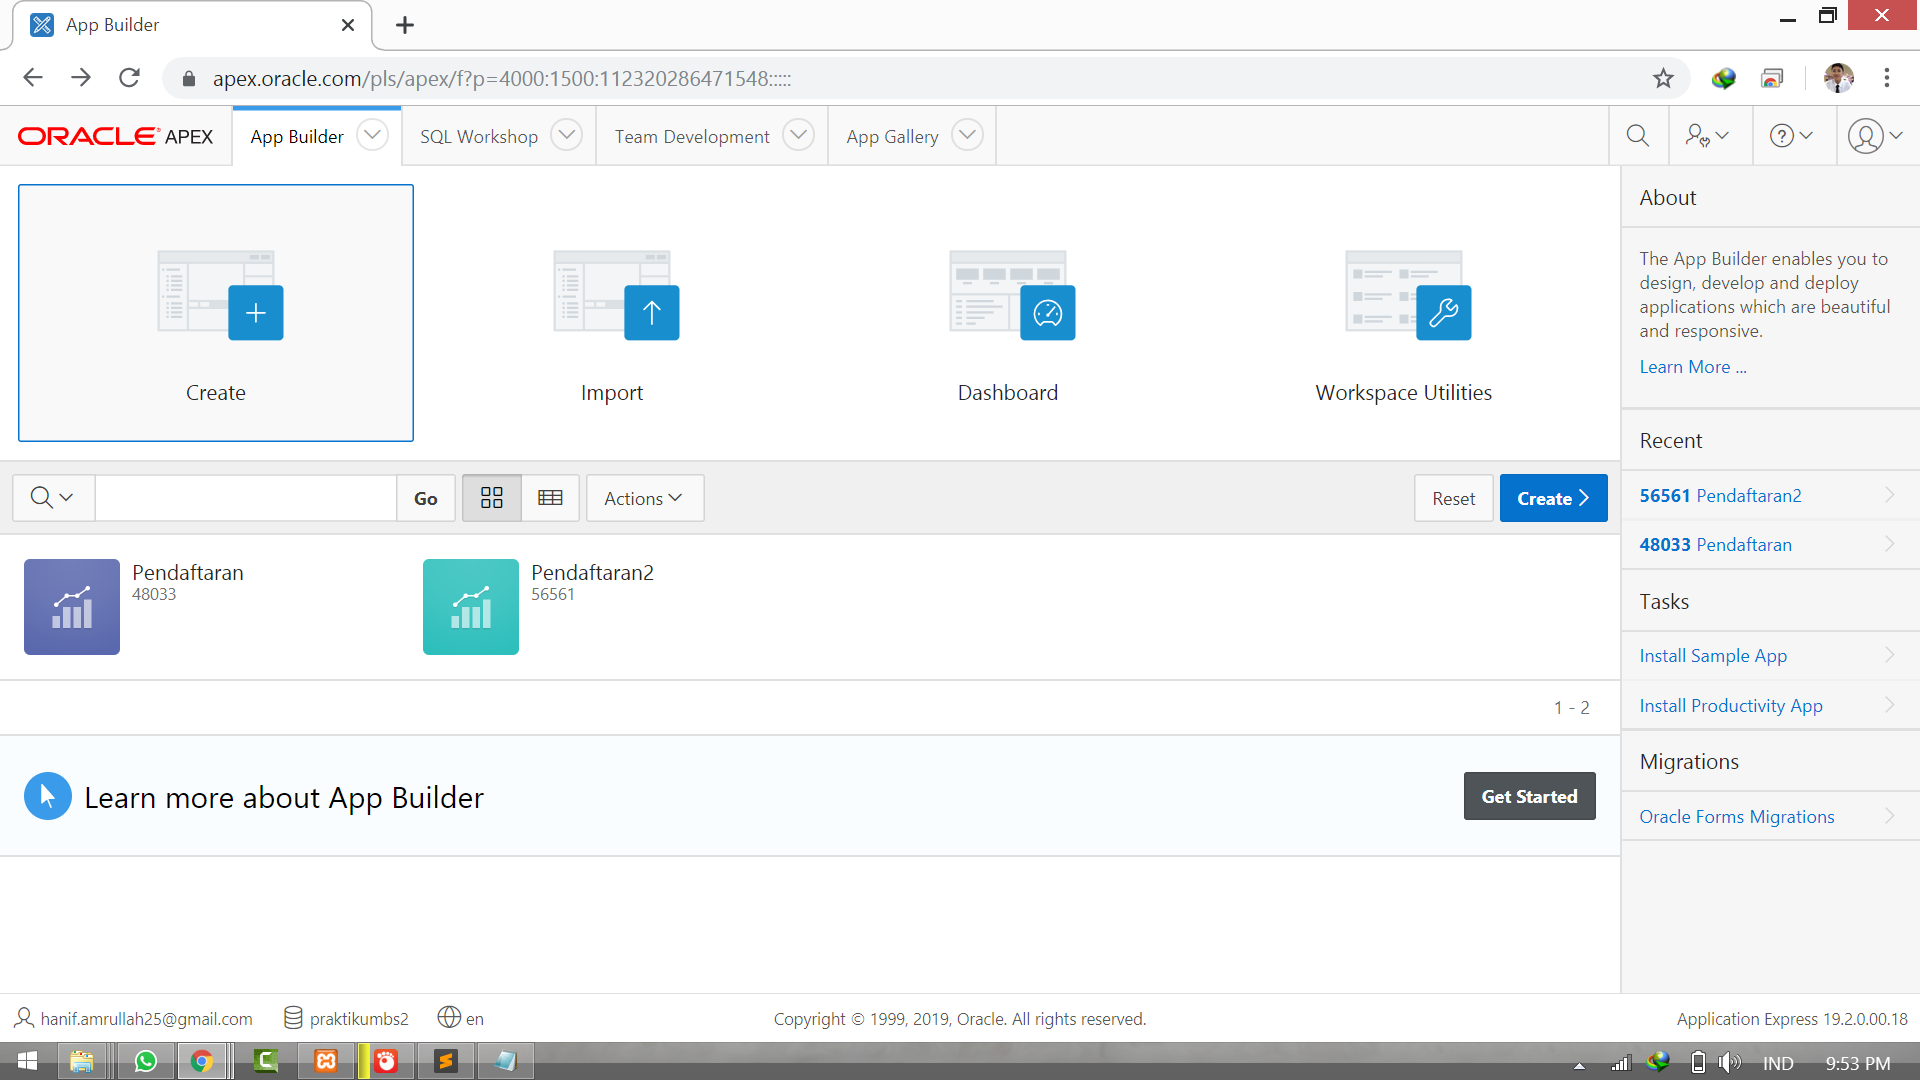 App Builder
apex.oracle.com/pls/apex/f?p=4000:1500:112320286471548:::::
ORACLE APEX
App Builder
SQL Workshop
Team Development
App Gallery
Create
Import
Dashboard
Workspace Utilities
Go
Actions
Reset
Create
Pendaftaran
48033
Pendaftaran2
56561
1 - 2
Learn more about App Builder
Get Started
About
The App Builder enables you to
design, develop and deploy
applications which are beautiful
and responsive.
Learn More ...
Recent
56561 Pendaftaran2
48033 Pendaftaran
Tasks
Install Sample App
Install Productivity App
Migrations
Oracle Forms Migrations
hanif.amrullah25@gmail.com
praktikumbs2
en
Copyright © 1999, 2019, Oracle. All rights reserved.
Application Express 19.2.0.00.18
IND
9:53 PM